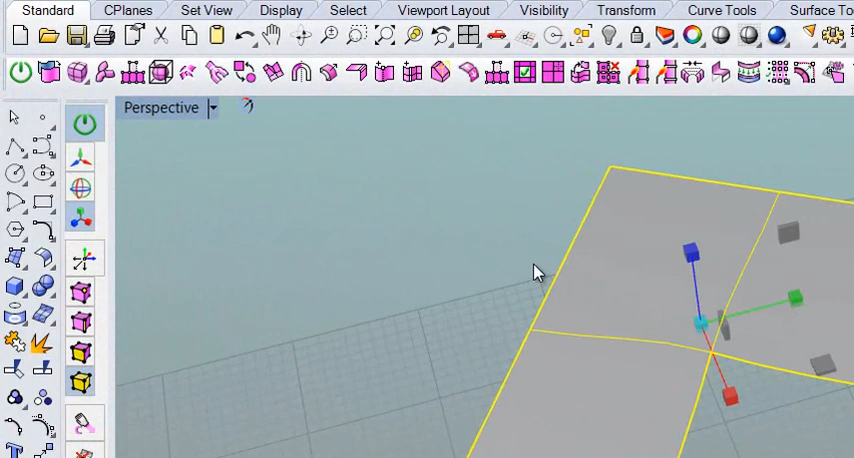 Standard CPlanes Set View Display Select Viewport Layout Visibility Transform Curve Tools Surface To
Perspective